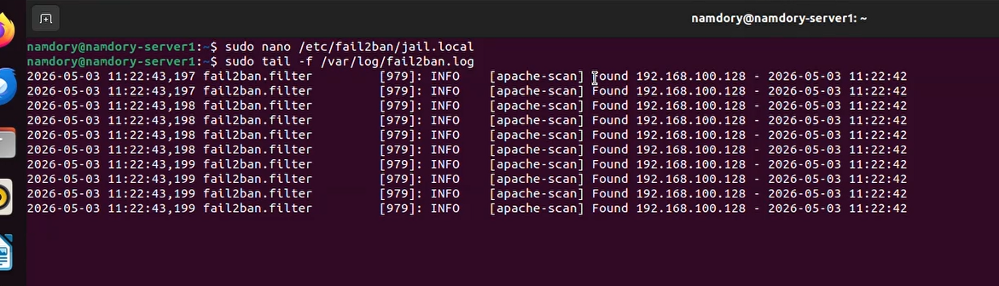 namdory@namdory-server1: ~
namdory@namdory-server1:~$ sudo nano /etc/fail2ban/jail.local
namdory@namdory-server1:~$ sudo tail -f /var/log/fail2ban.log
2026-05-03 11:22:43,197 fail2ban.filter         [979]: INFO    [apache-scan] Found 192.168.100.128 - 2026-05-03 11:22:42
2026-05-03 11:22:43,197 fail2ban.filter         [979]: INFO    [apache-scan] Found 192.168.100.128 - 2026-05-03 11:22:42
2026-05-03 11:22:43,198 fail2ban.filter         [979]: INFO    [apache-scan] Found 192.168.100.128 - 2026-05-03 11:22:42
2026-05-03 11:22:43,198 fail2ban.filter         [979]: INFO    [apache-scan] Found 192.168.100.128 - 2026-05-03 11:22:42
2026-05-03 11:22:43,198 fail2ban.filter         [979]: INFO    [apache-scan] Found 192.168.100.128 - 2026-05-03 11:22:42
2026-05-03 11:22:43,198 fail2ban.filter         [979]: INFO    [apache-scan] Found 192.168.100.128 - 2026-05-03 11:22:42
2026-05-03 11:22:43,199 fail2ban.filter         [979]: INFO    [apache-scan] Found 192.168.100.128 - 2026-05-03 11:22:42
2026-05-03 11:22:43,199 fail2ban.filter         [979]: INFO    [apache-scan] Found 192.168.100.128 - 2026-05-03 11:22:42
2026-05-03 11:22:43,199 fail2ban.filter         [979]: INFO    [apache-scan] Found 192.168.100.128 - 2026-05-03 11:22:42
2026-05-03 11:22:43,199 fail2ban.filter         [979]: INFO    [apache-scan] Found 192.168.100.128 - 2026-05-03 11:22:42